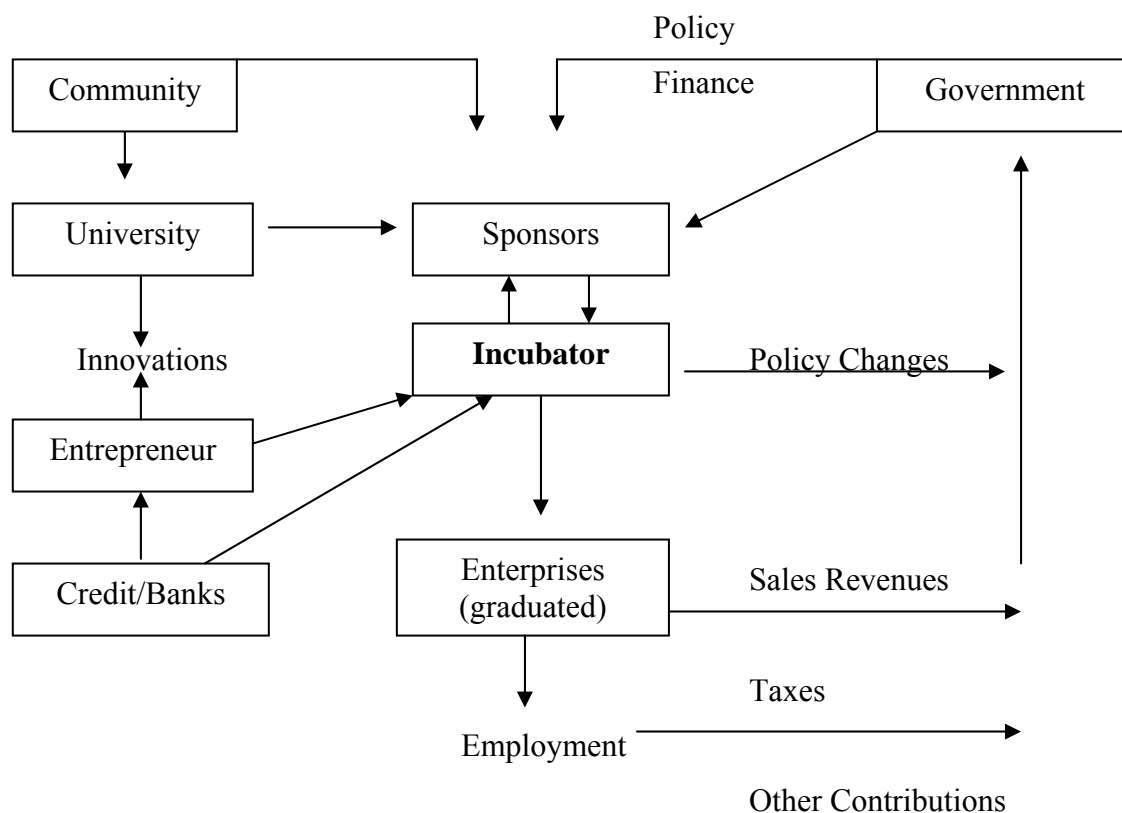 Policy
Community
Finance
Government
University
Sponsors
Innovations
Incubator
Policy Changes
Entrepreneur
Credit/Banks
Enterprises
(graduated)
Sales Revenues
Taxes
Employment
Other Contributions